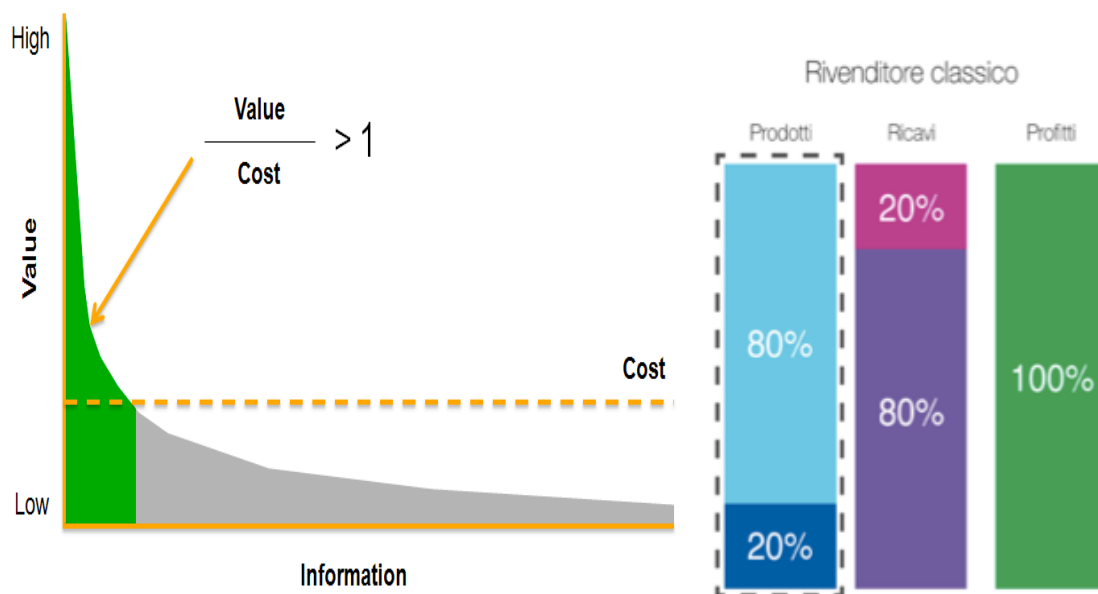 High
Value
Cost
> 1
Value
Cost
Low
Information
Rivenditore classico
Prodotti Ricavi Profitti
20%
80%
100%
80%
20%